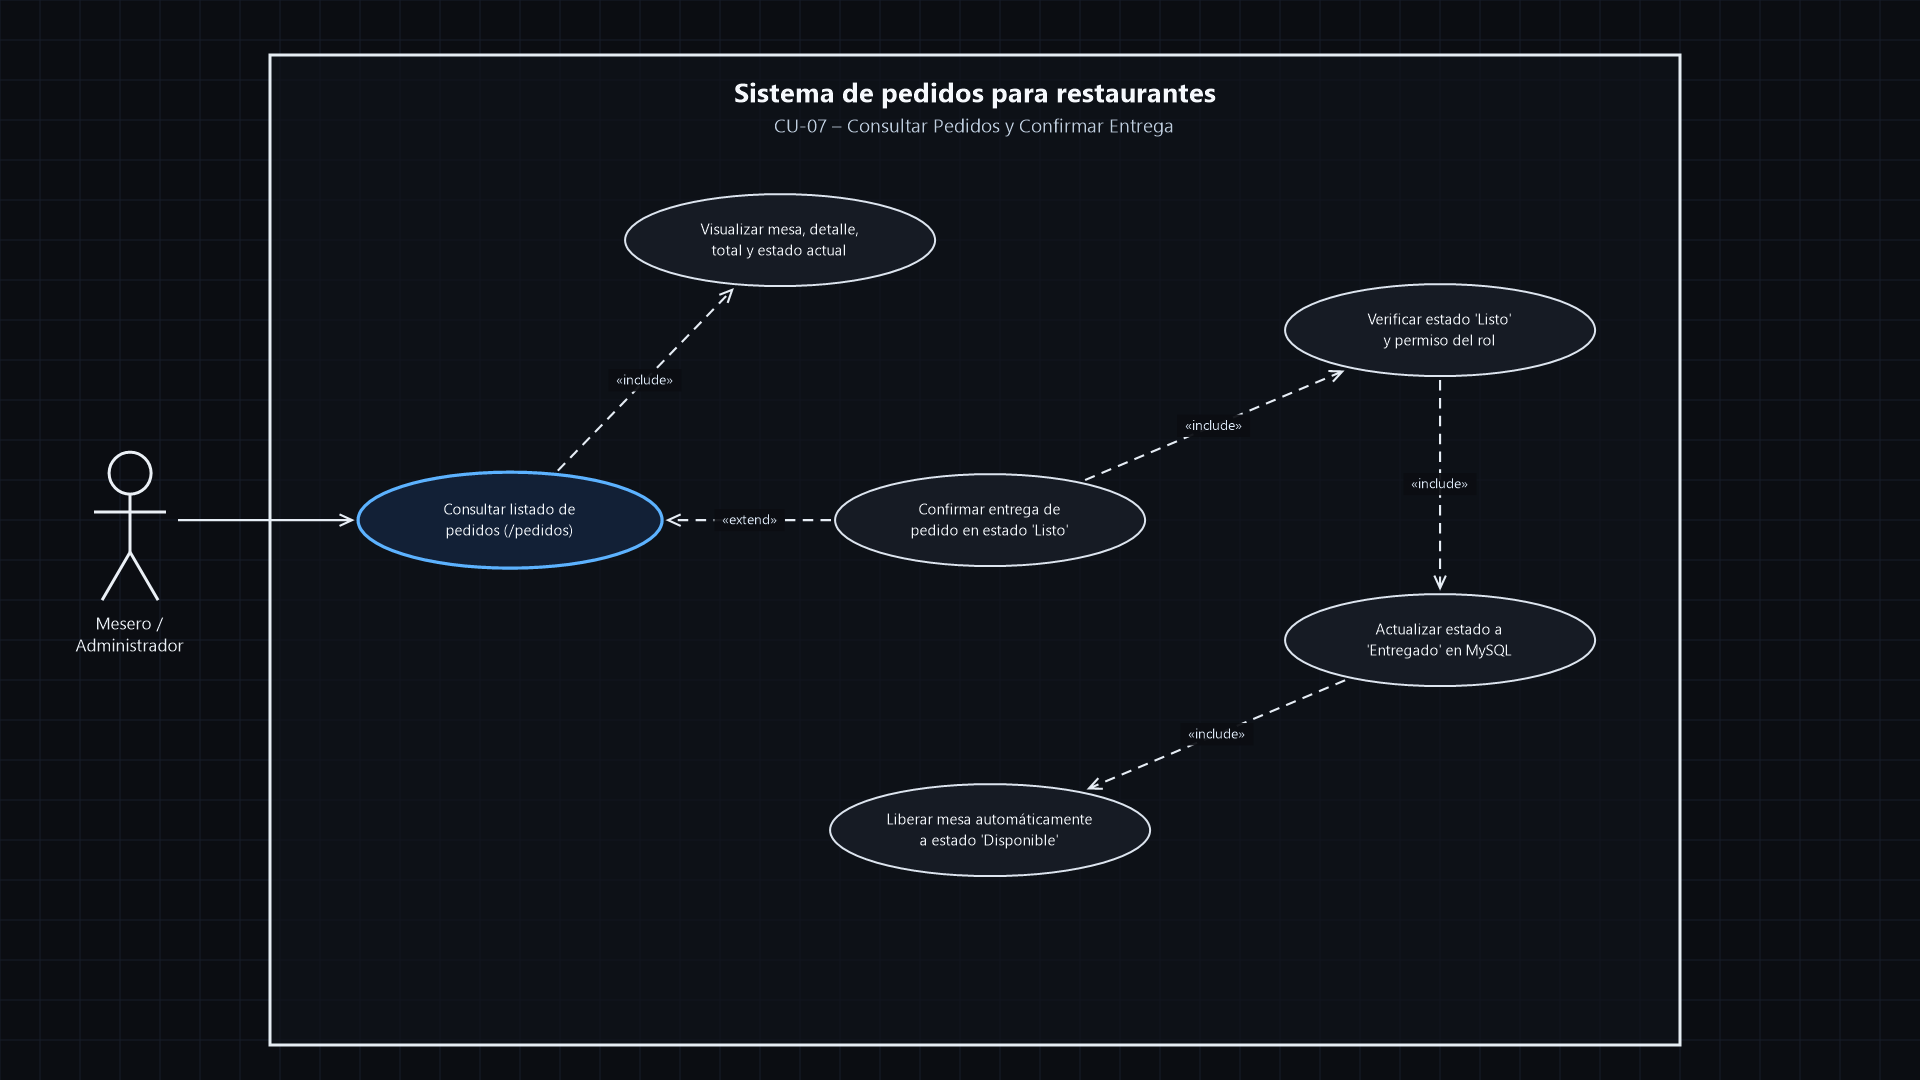 Sistema de pedidos para restaurantes
CU-07 – Consultar Pedidos y Confirmar Entrega
Visualizar mesa, detalle,
total y estado actual
Verificar estado 'Listo'
y permiso del rol
«include»
«include»
«include»
Consultar listado de
pedidos (/pedidos)
«extend»
Confirmar entrega de
pedido en estado 'Listo'
Mesero /
Administrador
Actualizar estado a
'Entregado' en MySQL
«include»
Liberar mesa automáticamente
a estado 'Disponible'